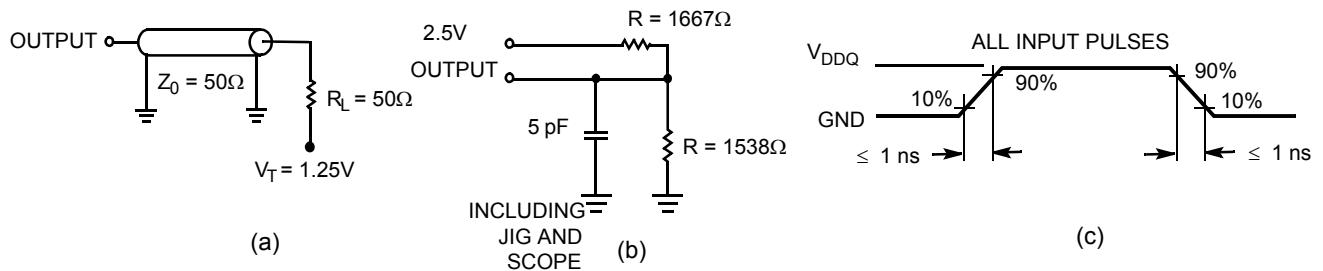 OUTPUT
Z0 = 50Ω
RL = 50Ω
VT = 1.25V
(a)
R = 1667Ω
2.5V
OUTPUT
5 pF
R = 1538Ω
INCLUDING
JIG AND
SCOPE
(b)
ALL INPUT PULSES
VDDQ
GND
10%
90%
90%
10%
≤ 1 ns
≤ 1 ns
(c)